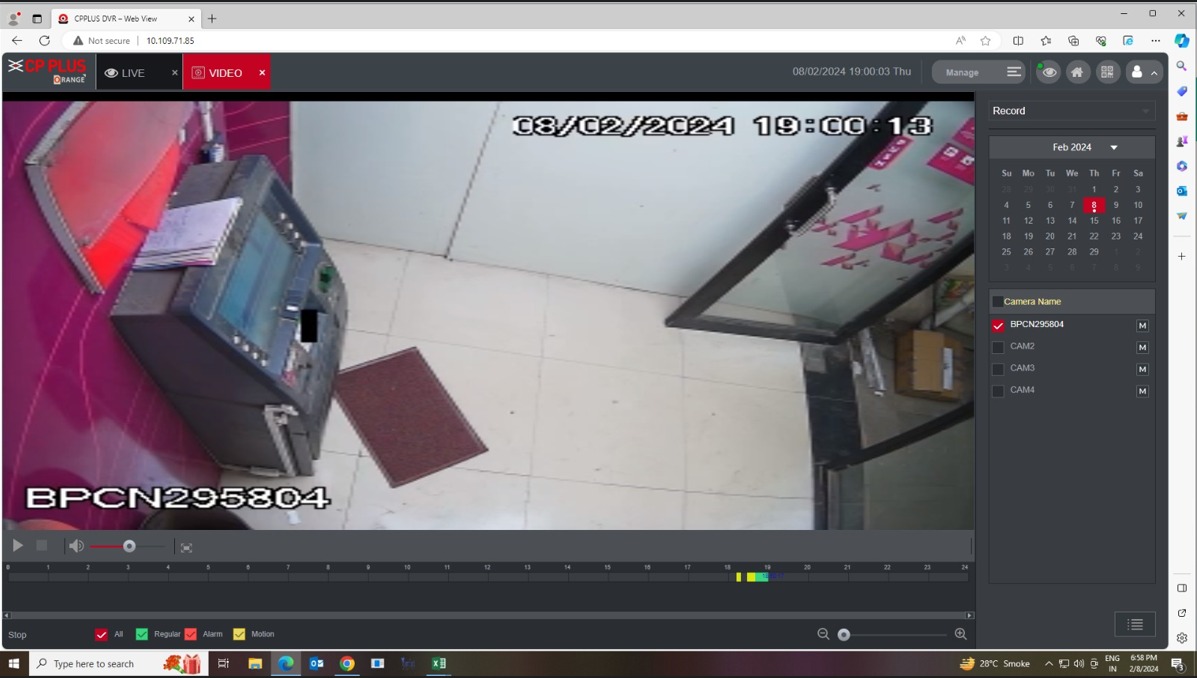 CPPLUS DVR – Web View
Not secure
10.109.71.85
CP PLUS
ORANGE
LIVE
VIDEO
08/02/2024 19:00:03 Thu
Manage
08/02/2024 19:00:13
BPCN295804
Record
Feb 2024
Su Mo Tu We Th Fr Sa
28 29 30 31 1 2 3
4 5 6 7 8 9 10
11 12 13 14 15 16 17
18 19 20 21 22 23 24
25 26 27 28 29 1 2
3 4 5 6 7 8 9
Camera Name
BPCN295804 M
CAM2 M
CAM3 M
CAM4 M
0 1 2 3 4 5 6 7 8 9 10 11 12 13 14 15 16 17 18 19 20 21 22 23 24
Stop
All
Regular
Alarm
Motion
Type here to search
28°C Smoke
ENG
IN
6:58 PM
2/8/2024
3